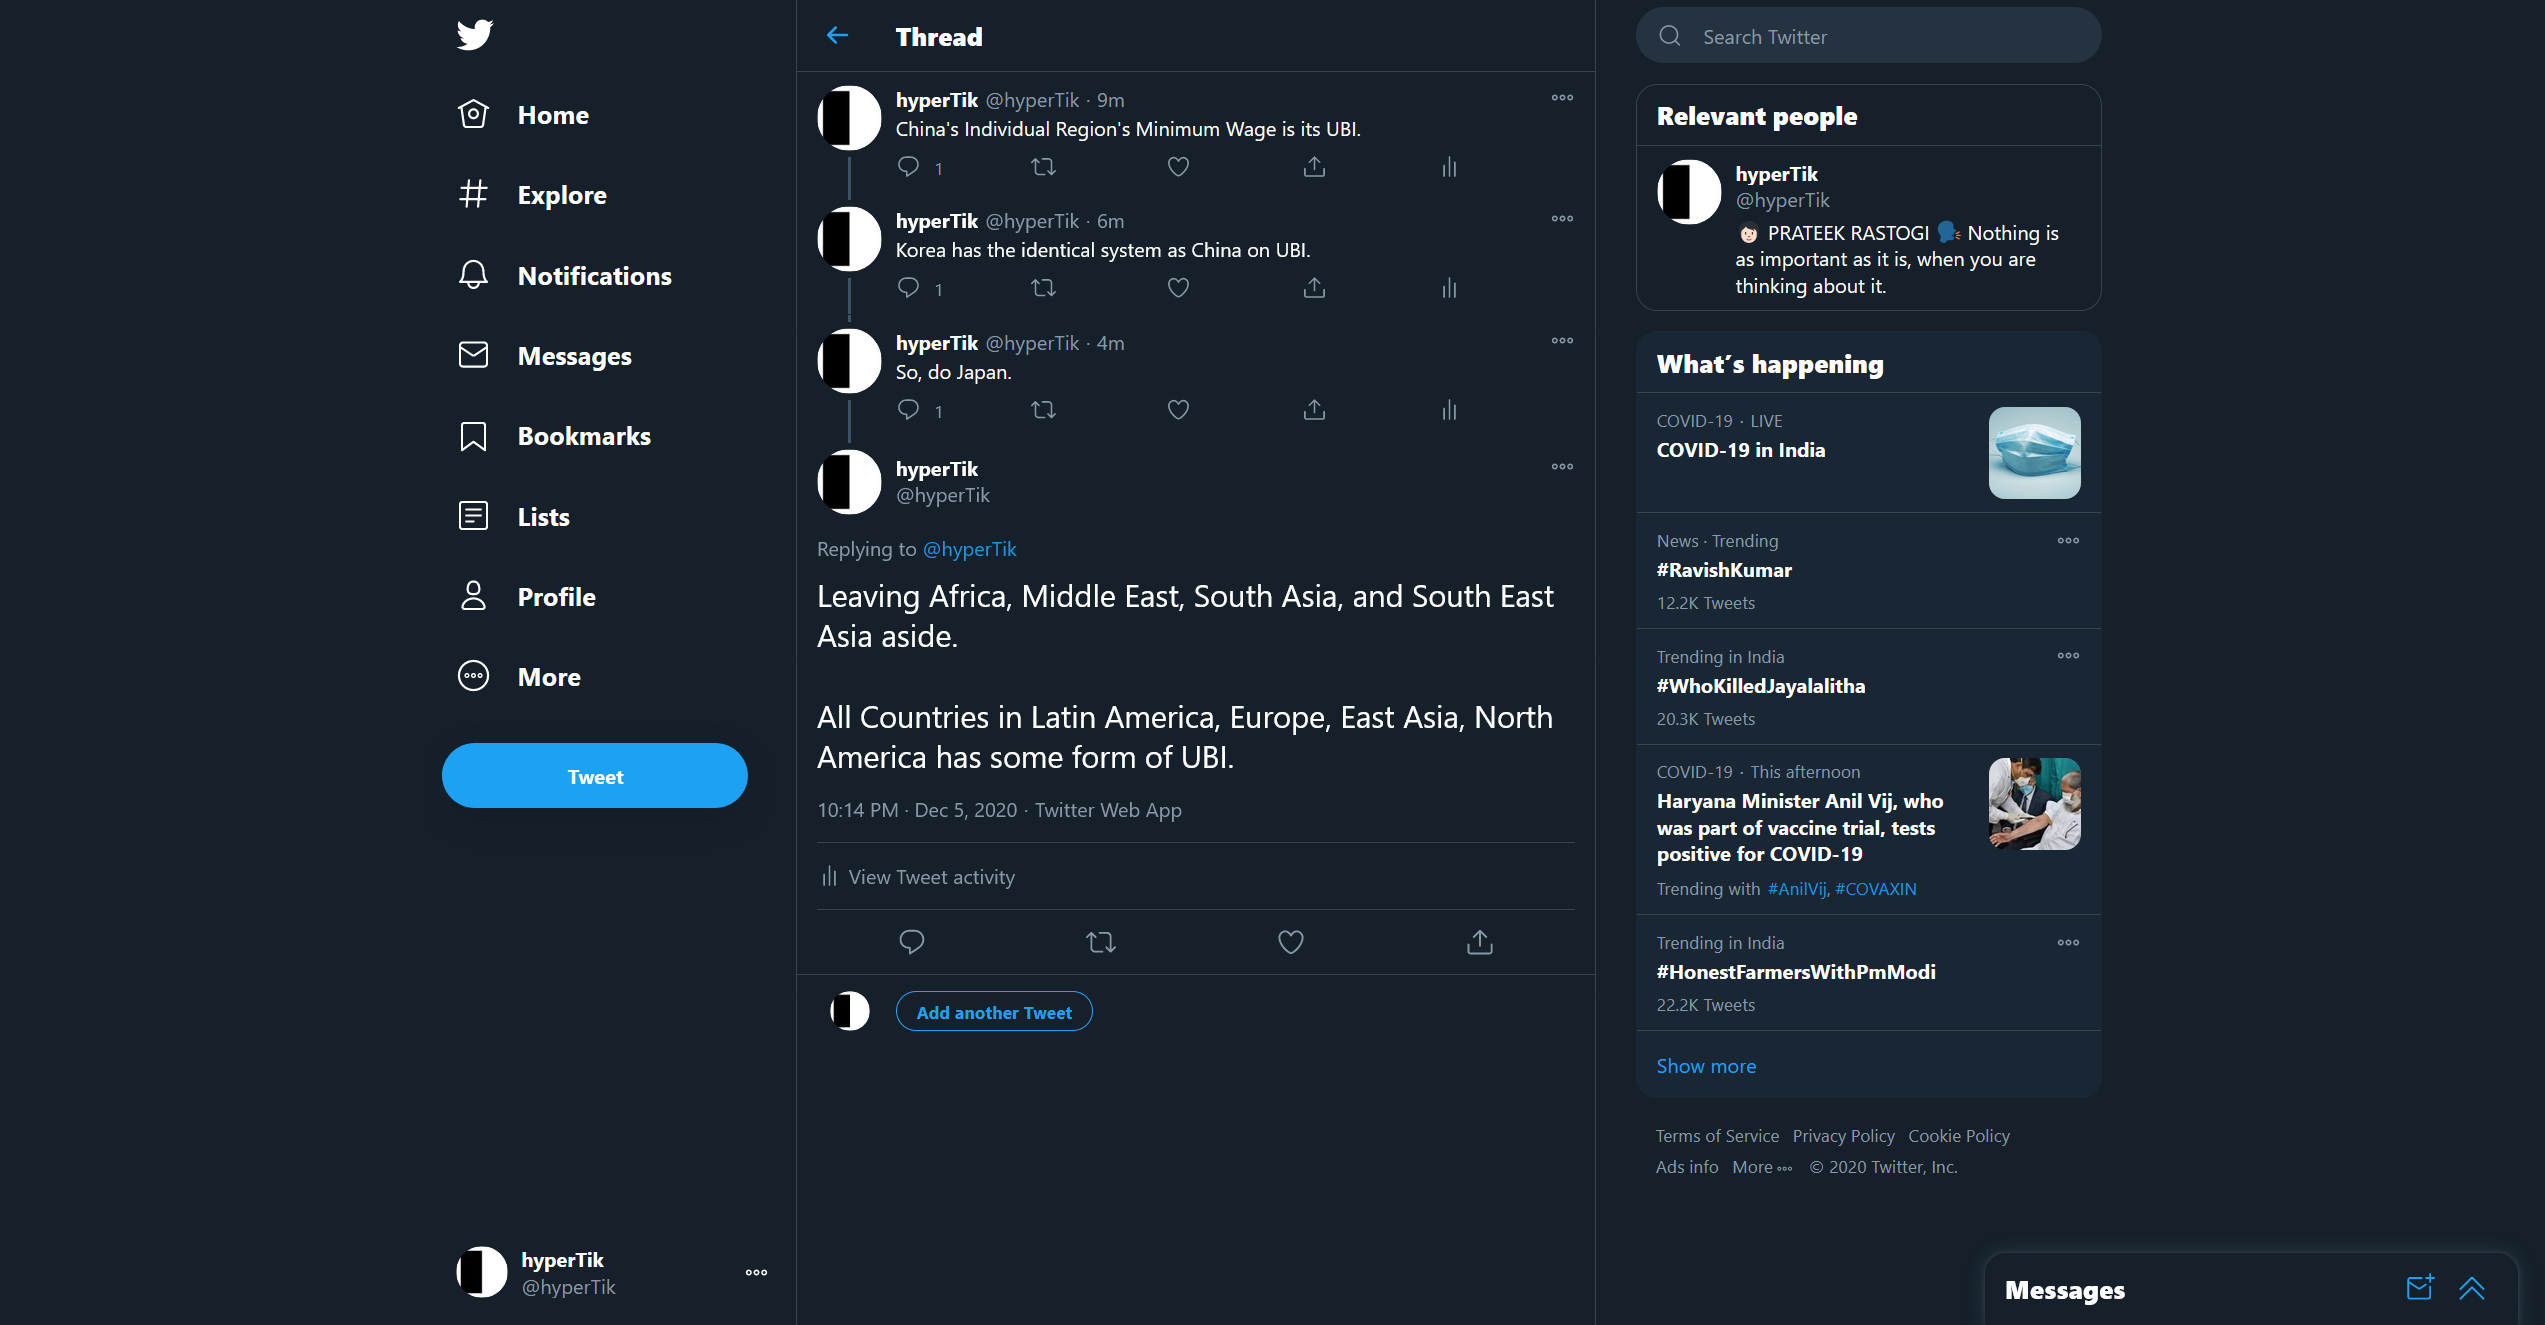 Home
Explore
Notifications
Messages
Bookmarks
Lists
Profile
More
Tweet
hyperTik
@hyperTik
Thread
hyperTik @hyperTik · 9m
China's Individual Region's Minimum Wage is its UBI.
1
hyperTik @hyperTik · 6m
Korea has the identical system as China on UBI.
1
hyperTik @hyperTik · 4m
So, do Japan.
1
hyperTik
@hyperTik
Replying to @hyperTik
Leaving Africa, Middle East, South Asia, and South East
Asia aside.
All Countries in Latin America, Europe, East Asia, North
America has some form of UBI.
10:14 PM · Dec 5, 2020 · Twitter Web App
View Tweet activity
Add another Tweet
Search Twitter
Relevant people
hyperTik
@hyperTik
PRATEEK RASTOGI Nothing is
as important as it is, when you are
thinking about it.
What's happening
COVID-19 · LIVE
COVID-19 in India
News · Trending
#RavishKumar
12.2K Tweets
Trending in India
#WhoKilledJayalalitha
20.3K Tweets
COVID-19 · This afternoon
Haryana Minister Anil Vij, who
was part of vaccine trial, tests
positive for COVID-19
Trending with #AnilVij, #COVAXIN
Trending in India
#HonestFarmersWithPmModi
22.2K Tweets
Show more
Terms of Service Privacy Policy Cookie Policy
Ads info More © 2020 Twitter, Inc.
Messages